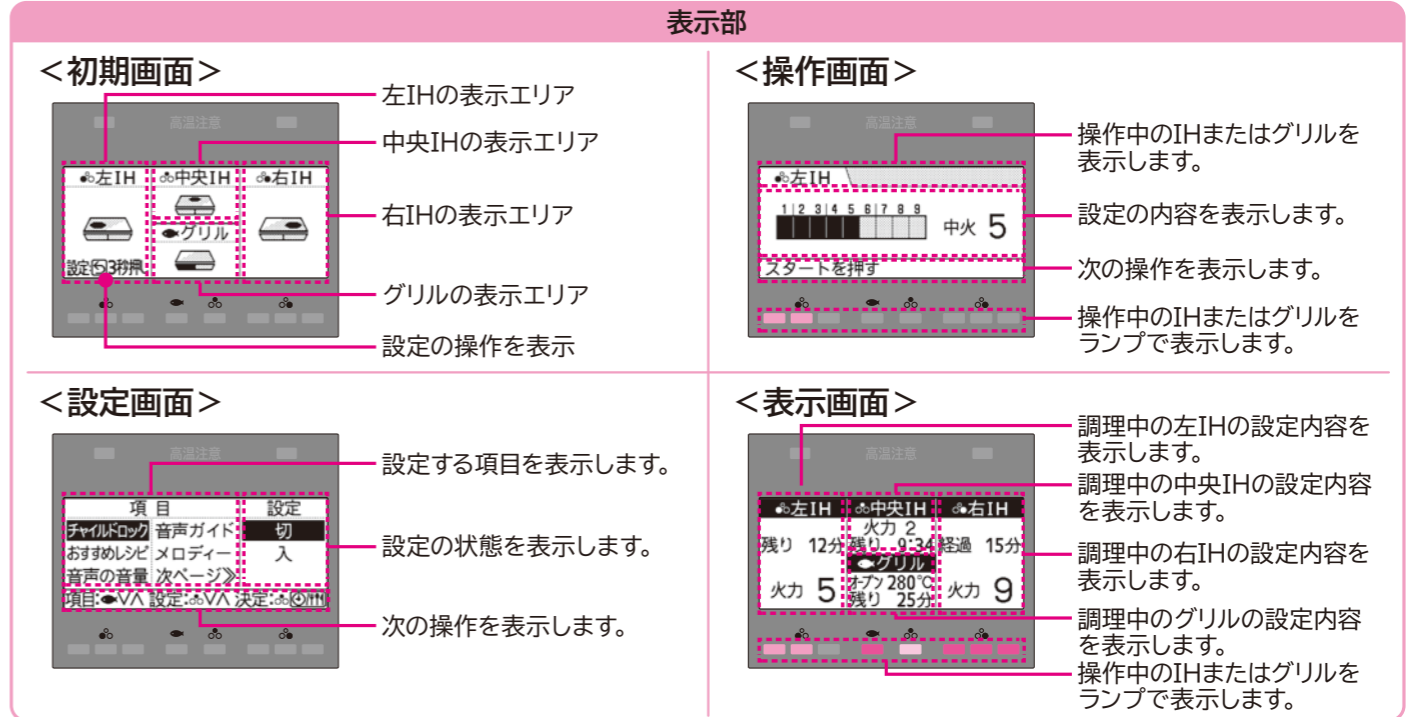 表示部
＜初期画面＞
高温注意
左IH
中央IH
右IH
グリル
設定 3秒押
左IHの表示エリア
中央IHの表示エリア
右IHの表示エリア
グリルの表示エリア
設定の操作を表示
＜操作画面＞
高温注意
左IH
1 2 3 4 5 6 7 8 9
中火 5
スタートを押す
操作中のIHまたはグリルを
表示します。
設定の内容を表示します。
次の操作を表示します。
操作中のIHまたはグリルを
ランプで表示します。
＜設定画面＞
高温注意
項目 設定
チャイルドロック 音声ガイド 切
おすすめレシピ メロディー 入
音声の音量 次ページ≫
項目:∨∧ 設定:∨∧ 決定:
設定する項目を表示します。
設定の状態を表示します。
次の操作を表示します。
＜表示画面＞
高温注意
左IH
残り 12分
火力 5
中央IH
火力 2
残り 9:34
グリル
オーブン 280℃
残り 25分
右IH
経過 15分
火力 9
調理中の左IHの設定内容を
表示します。
調理中の中央IHの設定内容
を表示します。
調理中の右IHの設定内容を
表示します。
調理中のグリルの設定内容
を表示します。
操作中のIHまたはグリルを
ランプで表示します。